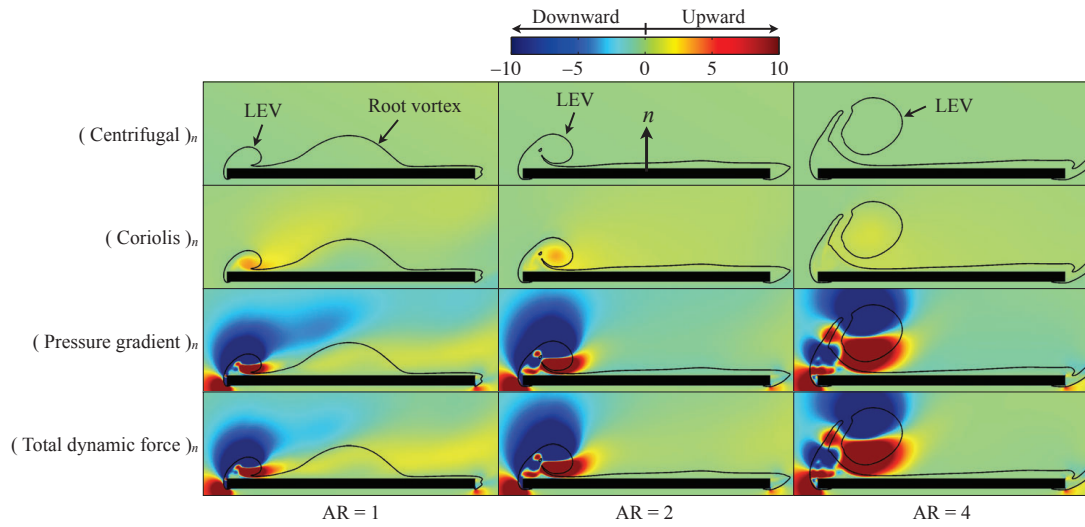 Downward Upward
−10 −5 0 5 10
LEV Root vortex LEV n LEV
( Centrifugal )n
( Coriolis )n
( Pressure gradient )n
( Total dynamic force )n
AR = 1 AR = 2 AR = 4